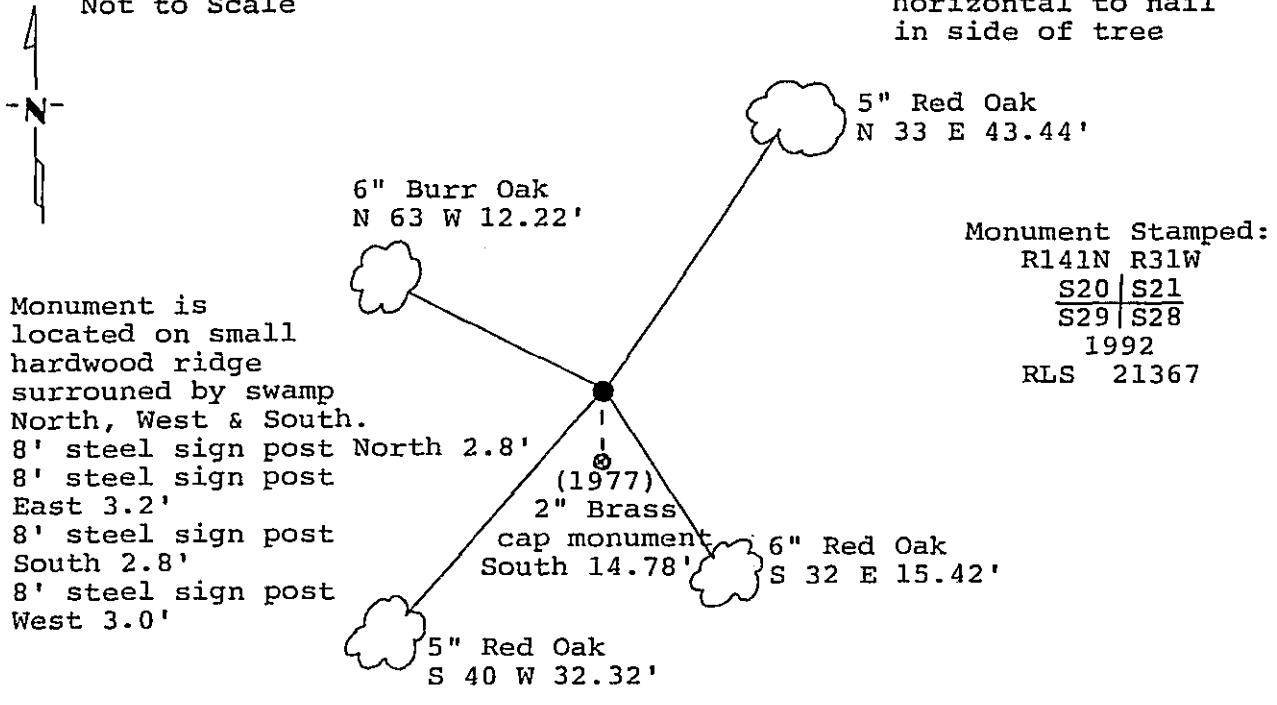 Not to Scale
horizontal to nail
in side of tree
-N-
5" Red Oak
N 33 E 43.44'
6" Burr Oak
N 63 W 12.22'
Monument Stamped:
R141N R31W
S20|S21
S29|S28
1992
RLS 21367
Monument is
located on small
hardwood ridge
surrouned by swamp
North, West & South.
8' steel sign post North 2.8'
8' steel sign post
East 3.2'
8' steel sign post
South 2.8'
8' steel sign post
West 3.0'
(1977)
2" Brass
cap monument
South 14.78'
6" Red Oak
S 32 E 15.42'
5" Red Oak
S 40 W 32.32'